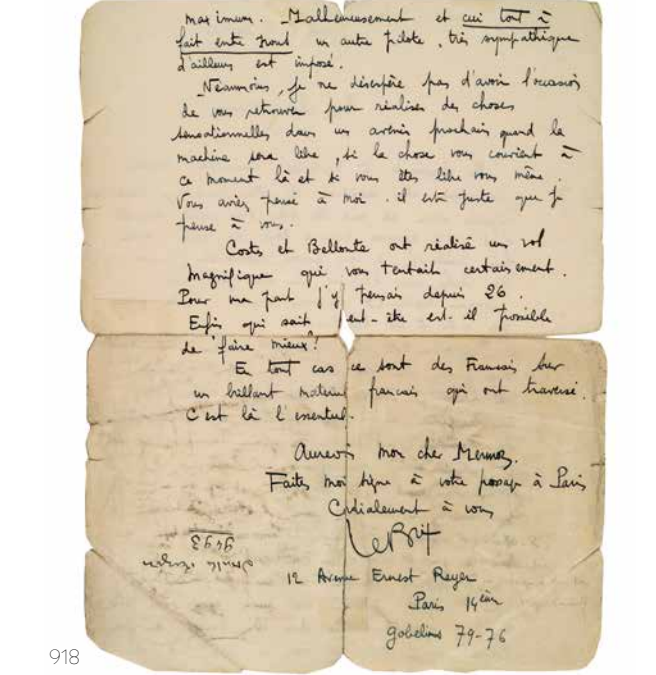 maximum. Malheureusement et ceci tout à
fait entre nous un autre pilote, très sympathique
d'ailleurs est imposé.
Néanmoins, je ne désespère pas d'avoir l'occasion
de vous retrouver pour réaliser des choses
sensationnelles dans un avenir prochain quand la
machine sera libre, si la chose vous convient à
ce moment là et si vous êtes libre vous même.
Vous aviez pensé à moi. il est juste que je
pense à vous.
Costes et Bellonte ont réalisé un vol
magnifique qui vous tentait certainement.
Pour ma part j'y pensais depuis 26.
Enfin qui sait ent-être est-il possible
de faire mieux!
En tout cas ce sont des Francais sur
un brillant materiel francais qui ont traversé.
C'est là l'essentiel.
Aurevoir mon cher Mermoz.
Faites moi signe à votre passage à Paris
Cordialement à vous
Le Brix
12 Avenue Ernest Reyer
Paris 14ème
gobelins 79-76
9493
918